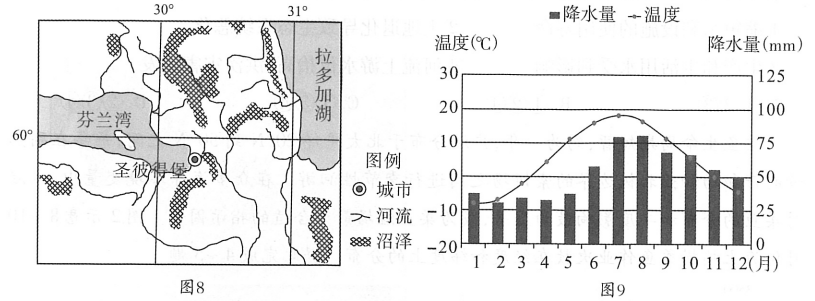 30°
31°
60°
芬兰湾
拉多加湖
圣彼得堡
图例
城市
河流
沼泽
图8
降水量 温度
温度(℃) 降水量(mm)
30 125
20 100
10 75
0 50
-10 25
-20 0
1 2 3 4 5 6 7 8 9 10 11 12(月)
图9